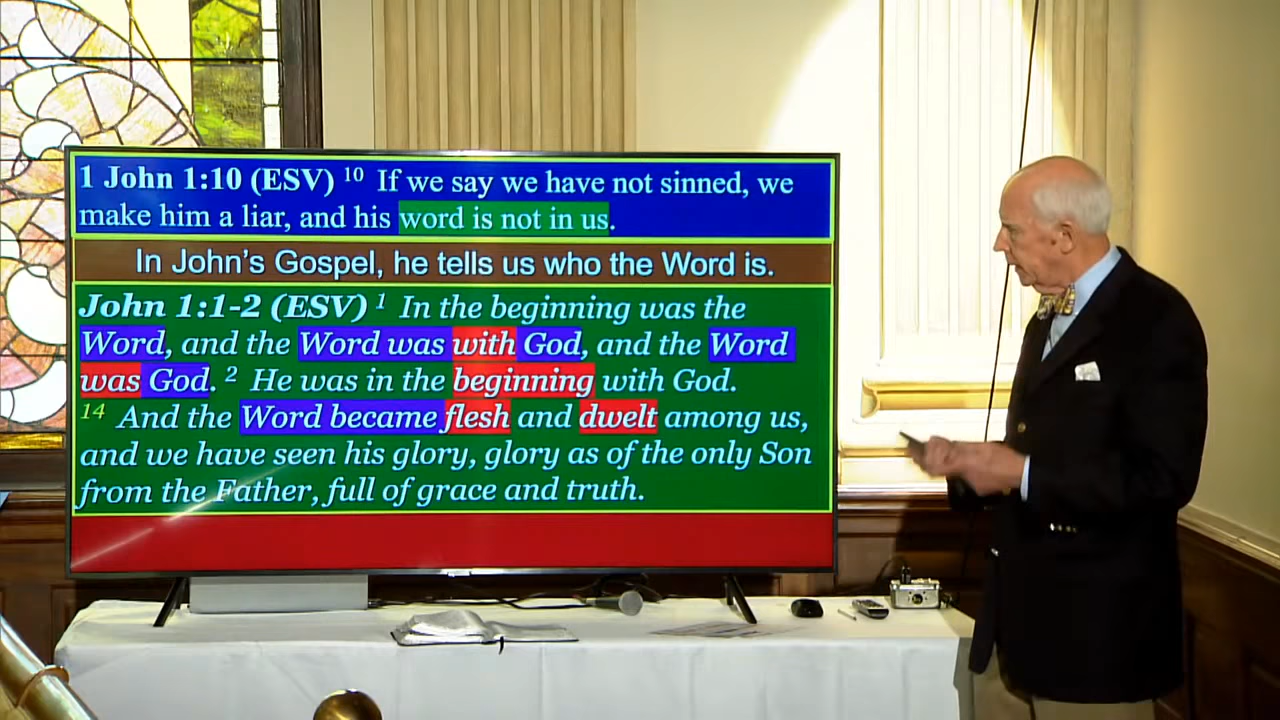 1 John 1:10 (ESV) 10 If we say we have not sinned, we
make him a liar, and his word is not in us.
In John's Gospel, he tells us who the Word is.
John 1:1-2 (ESV) 1 In the beginning was the
Word, and the Word was with God, and the Word
was God. 2 He was in the beginning with God.
14 And the Word became flesh and dwelt among us,
and we have seen his glory, glory as of the only Son
from the Father, full of grace and truth.